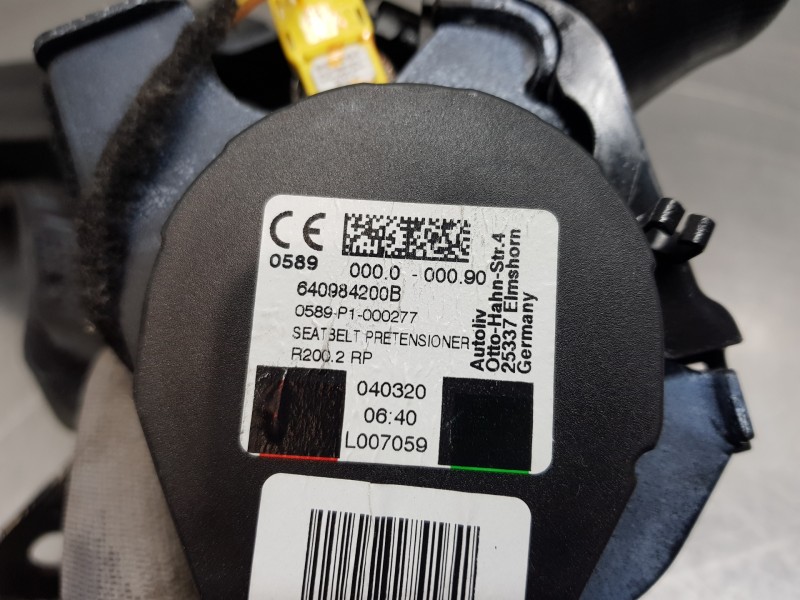 CE
0589
000.0 - 000.90
640984200B
0589-P1-000277
SEATBELT PRETENSIONER
R200.2 RP
040320
06:40
L007059
Autoliv
Otto-Hahn-Str.4
25337 Elmshorn
Germany